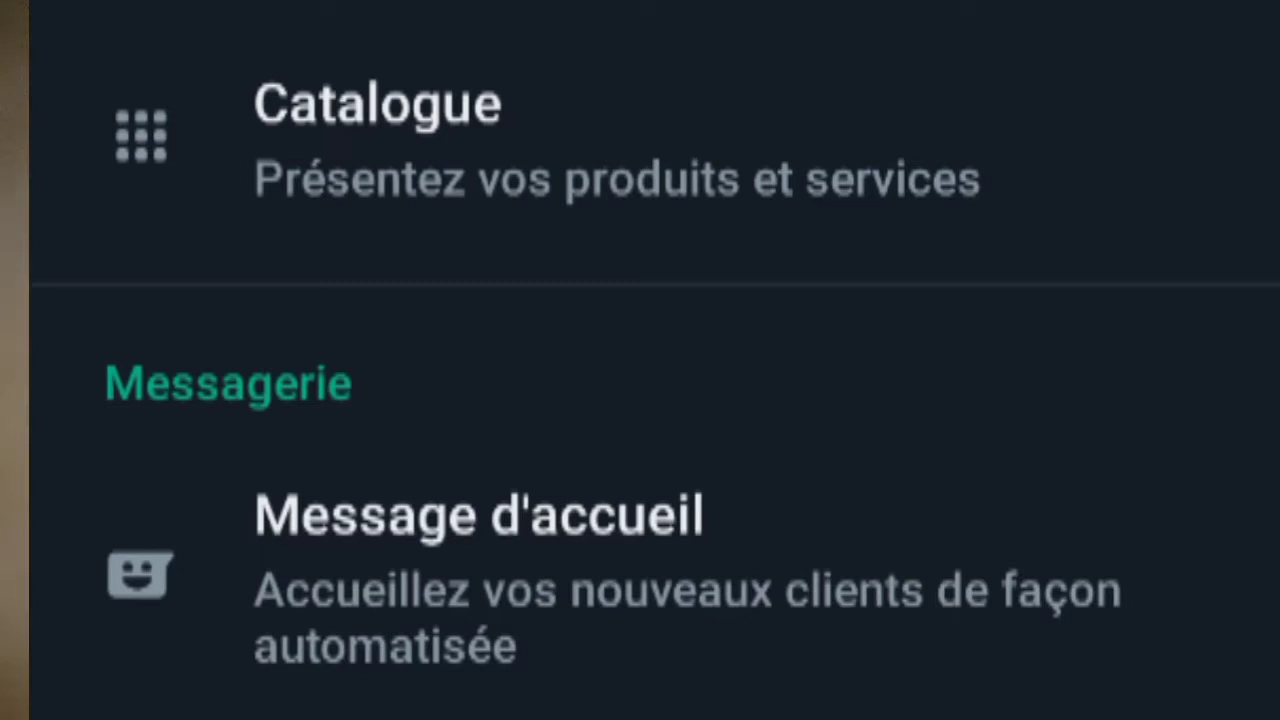 Catalogue
Présentez vos produits et services
Messagerie
Message d'accueil
Accueillez vos nouveaux clients de façon
automatisée